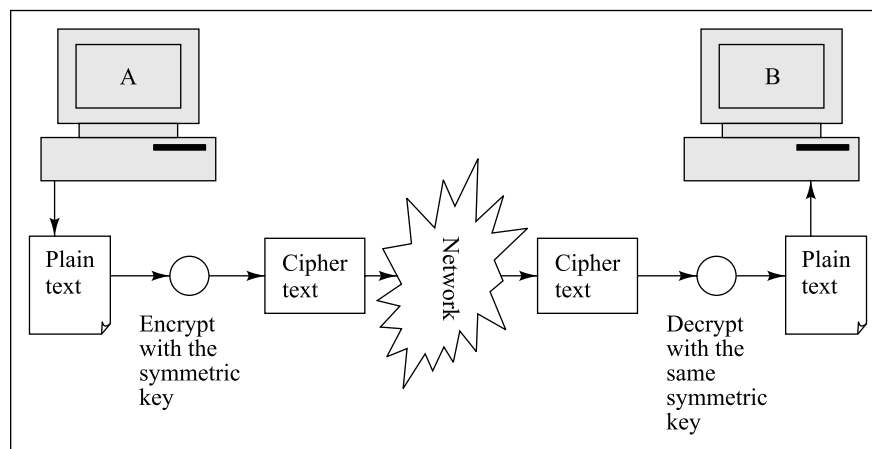 A
B
Plain
text
Cipher
text
Network
Cipher
text
Plain
text
Encrypt
with the
symmetric
key
Decrypt
with the
same
symmetric
key